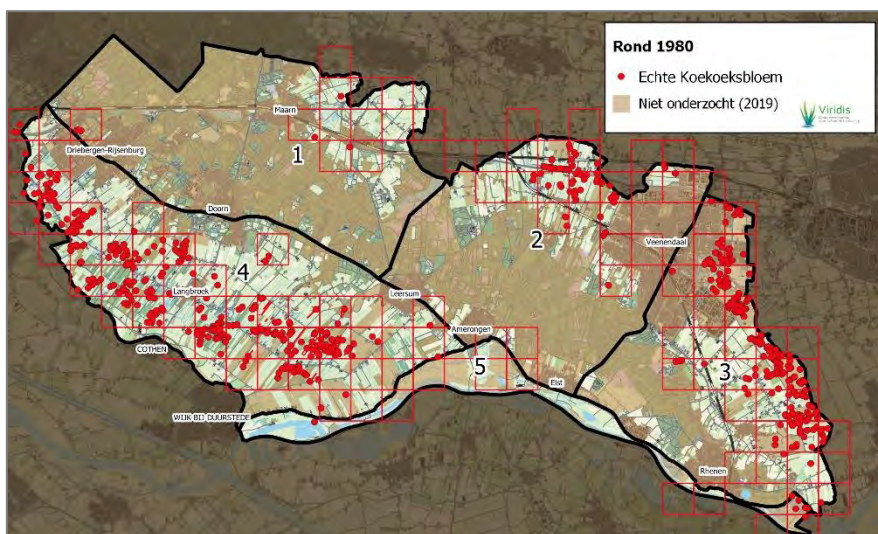 Rond 1980
Echte Koekoeksbloem
Niet onderzocht (2019)
Viridis
Maarn
Driebergen-Rijsenburg
1
Doorn
2
Veenendaal
4
Langbroek
Leersum
Amerongen
COTHEN
5
Elst
3
WIJK BIJ DUURSTEDE
Rhenen